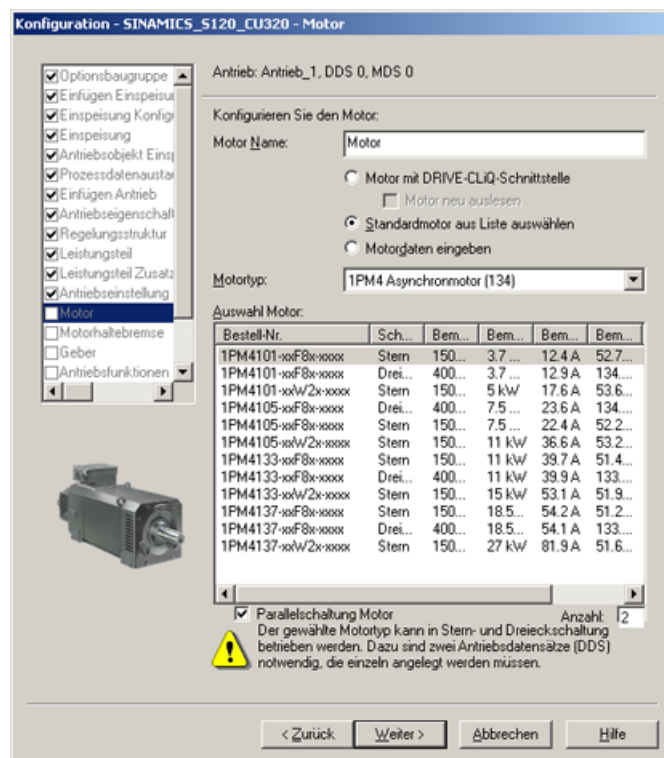 Konfiguration - SINAMICS_S120_CU320 - Motor
Optionsbaugruppe
Einfügen Einspeisu
Einspeisung Konfigu
Einspeisung
Antriebsobjekt Einsp
Prozessdatenaustau
Einfügen Antrieb
Antriebseigenschaft
Regelungsstruktur
Leistungsteil
Leistungsteil Zusatz
Antriebseinstellung
Motor
Motorhaltebremse
Geber
Antriebsfunktionen
Antrieb: Antrieb_1, DDS 0, MDS 0
Konfigurieren Sie den Motor:
Motor Name: Motor
Motor mit DRIVE-CLiQ-Schnittstelle
Motor neu auslesen
Standardmotor aus Liste auswählen
Motordaten eingeben
Motortyp: 1PM4 Asynchronmotor (134)
Auswahl Motor:
Bestell-Nr. Sch... Bem... Bem... Bem... Bem...
1PM4101-xxF8x-xxxx Stern 150... 3.7 ... 12.4 A 52.7...
1PM4101-xxF8x-xxxx Drei... 400... 3.7 ... 12.9 A 134....
1PM4101-xxW2x-xxxx Stern 150... 5 kW 17.6 A 53.6...
1PM4105-xxF8x-xxxx Drei... 400... 7.5 ... 23.6 A 134....
1PM4105-xxF8x-xxxx Stern 150... 7.5 ... 22.4 A 52.2...
1PM4105-xxW2x-xxxx Stern 150... 11 kW 36.6 A 53.2...
1PM4133-xxF8x-xxxx Stern 150... 11 kW 39.7 A 51.4...
1PM4133-xxF8x-xxxx Drei... 400... 11 kW 39.9 A 133....
1PM4133-xxW2x-xxxx Stern 150... 15 kW 53.1 A 51.9...
1PM4137-xxF8x-xxxx Stern 150... 18.5... 54.2 A 51.2...
1PM4137-xxF8x-xxxx Drei... 400... 18.5... 54.1 A 133....
1PM4137-xxW2x-xxxx Stern 150... 27 kW 81.9 A 51.6...
Parallelschaltung Motor Anzahl: 2
Der gewählte Motortyp kann in Stern- und Dreieckschaltung
betrieben werden. Dazu sind zwei Antriebsdatensätze (DDS)
notwendig, die einzeln angelegt werden müssen.
< Zurück Weiter > Abbrechen Hilfe